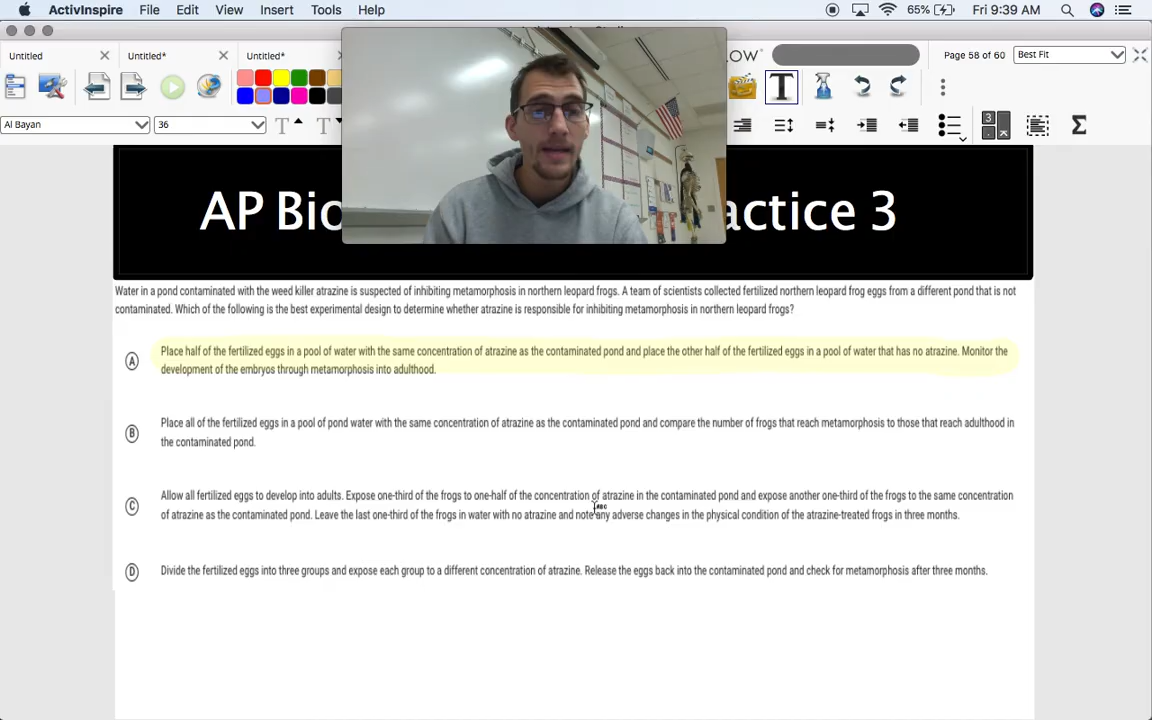 ActivInspire File Edit View Insert Tools Help 65% Fri 9:39 AM
Untitled Untitled* Untitled* LOW Page 58 of 60 Best Fit
Al Bayan 36
AP Bio actice 3
Water in a pond contaminated with the weed killer atrazine is suspected of inhibiting metamorphosis in northern leopard frogs. A team of scientists collected fertilized northern leopard frog eggs from a different pond that is not
contaminated. Which of the following is the best experimental design to determine whether atrazine is responsible for inhibiting metamorphosis in northern leopard frogs?
A Place half of the fertilized eggs in a pool of water with the same concentration of atrazine as the contaminated pond and place the other half of the fertilized eggs in a pool of water that has no atrazine. Monitor the
development of the embryos through metamorphosis into adulthood.
B Place all of the fertilized eggs in a pool of pond water with the same concentration of atrazine as the contaminated pond and compare the number of frogs that reach metamorphosis to those that reach adulthood in
the contaminated pond.
C Allow all fertilized eggs to develop into adults. Expose one-third of the frogs to one-half of the concentration of atrazine in the contaminated pond and expose another one-third of the frogs to the same concentration
of atrazine as the contaminated pond. Leave the last one-third of the frogs in water with no atrazine and note any adverse changes in the physical condition of the atrazine-treated frogs in three months.
D Divide the fertilized eggs into three groups and expose each group to a different concentration of atrazine. Release the eggs back into the contaminated pond and check for metamorphosis after three months.